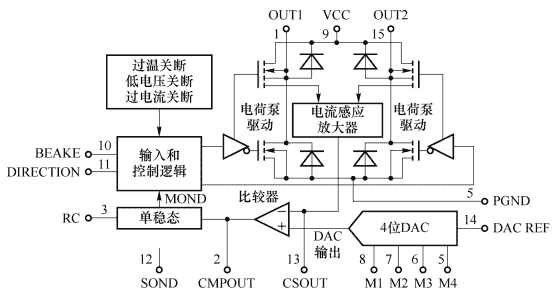 OUT1
VCC
OUT2
1
9
15
过温关断
低电压关断
过电流关断
电荷泵
驱动
电流感应
放大器
电荷泵
驱动
BEAKE
10
DIRECTION
11
输入和
控制逻辑
MOND
5
PGND
RC
3
单稳态
比较器
DAC
输出
4位DAC
14
DAC REF
12
2
13
8
7
6
5
SOND
CMPOUT
CSOUT
M1
M2
M3
M4